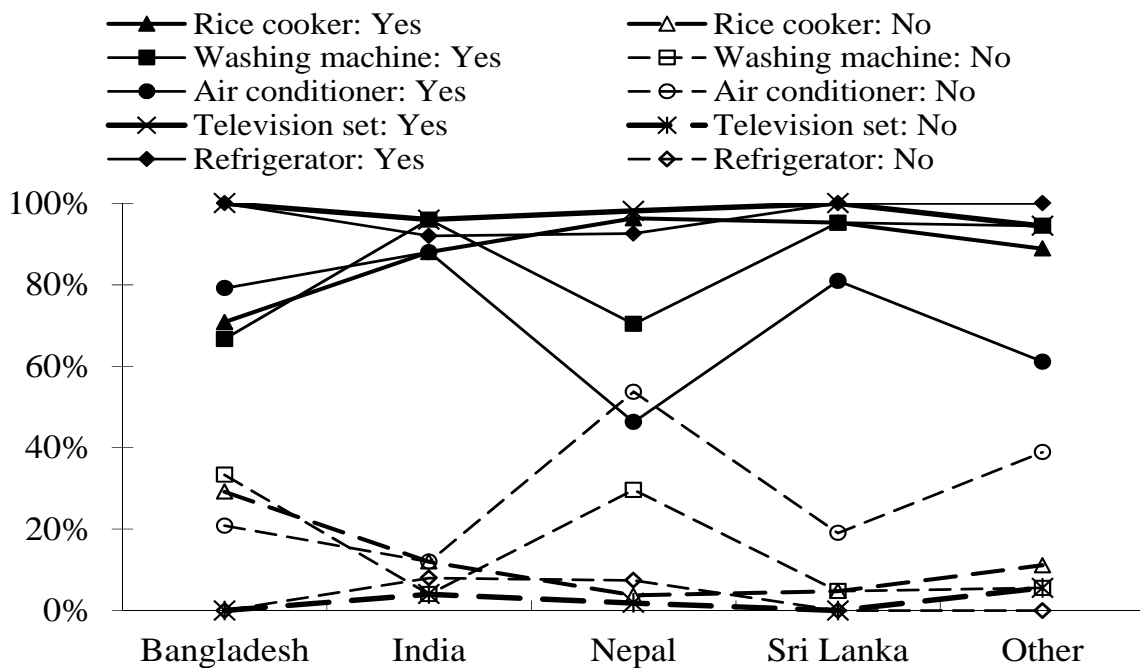 Rice cooker: Yes Rice cooker: No
Washing machine: Yes Washing machine: No
Air conditioner: Yes Air conditioner: No
Television set: Yes Television set: No
Refrigerator: Yes Refrigerator: No
100%
80%
60%
40%
20%
0%
Bangladesh India Nepal Sri Lanka Other